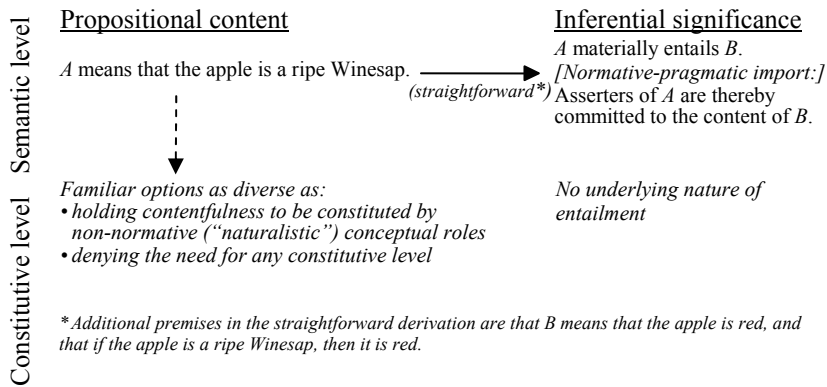 Propositional content
Inferential significance
Semantic level
A means that the apple is a ripe Winesap.
(straightforward*)
A materially entails B.
[Normative-pragmatic import:]
Asserters of A are thereby
committed to the content of B.
Constitutive level
Familiar options as diverse as:
• holding contentfulness to be constituted by
non-normative (“naturalistic”) conceptual roles
• denying the need for any constitutive level
No underlying nature of
entailment
* Additional premises in the straightforward derivation are that B means that the apple is red, and
that if the apple is a ripe Winesap, then it is red.